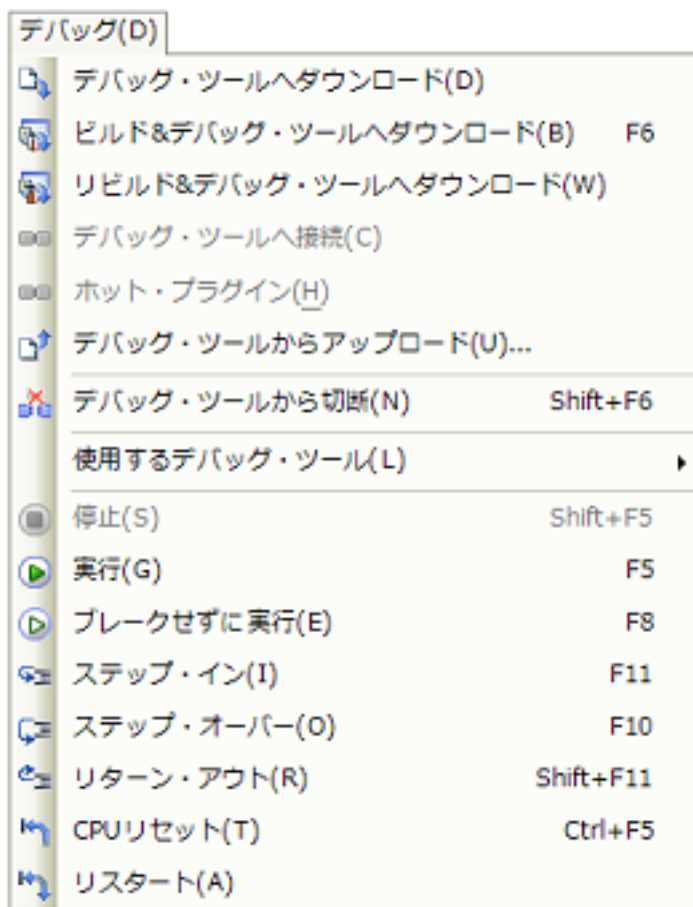 デバッグ(D)
デバッグ・ツールへダウンロード(D)
ビルド&デバッグ・ツールへダウンロード(B) F6
リビルド&デバッグ・ツールへダウンロード(W)
デバッグ・ツールへ接続(C)
ホット・プラグイン(H)
デバッグ・ツールからアップロード(U)...
デバッグ・ツールから切断(N) Shift+F6
使用するデバッグ・ツール(L)
停止(S) Shift+F5
実行(G) F5
ブレークせずに実行(E) F8
ステップ・イン(I) F11
ステップ・オーバー(O) F10
リターン・アウト(R) Shift+F11
CPUリセット(T) Ctrl+F5
リスタート(A)